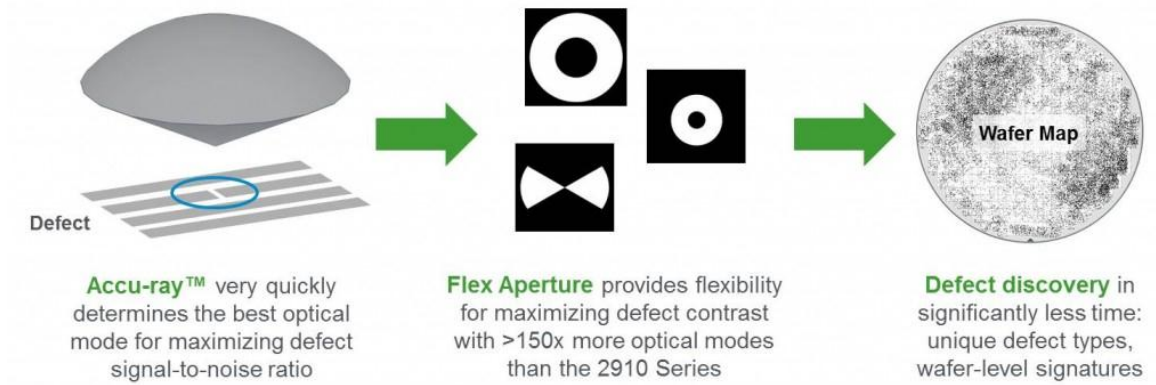 Defect
Wafer Map
Accu-ray™ very quickly
determines the best optical
mode for maximizing defect
signal-to-noise ratio
Flex Aperture provides flexibility
for maximizing defect contrast
with >150x more optical modes
than the 2910 Series
Defect discovery in
significantly less time:
unique defect types,
wafer-level signatures